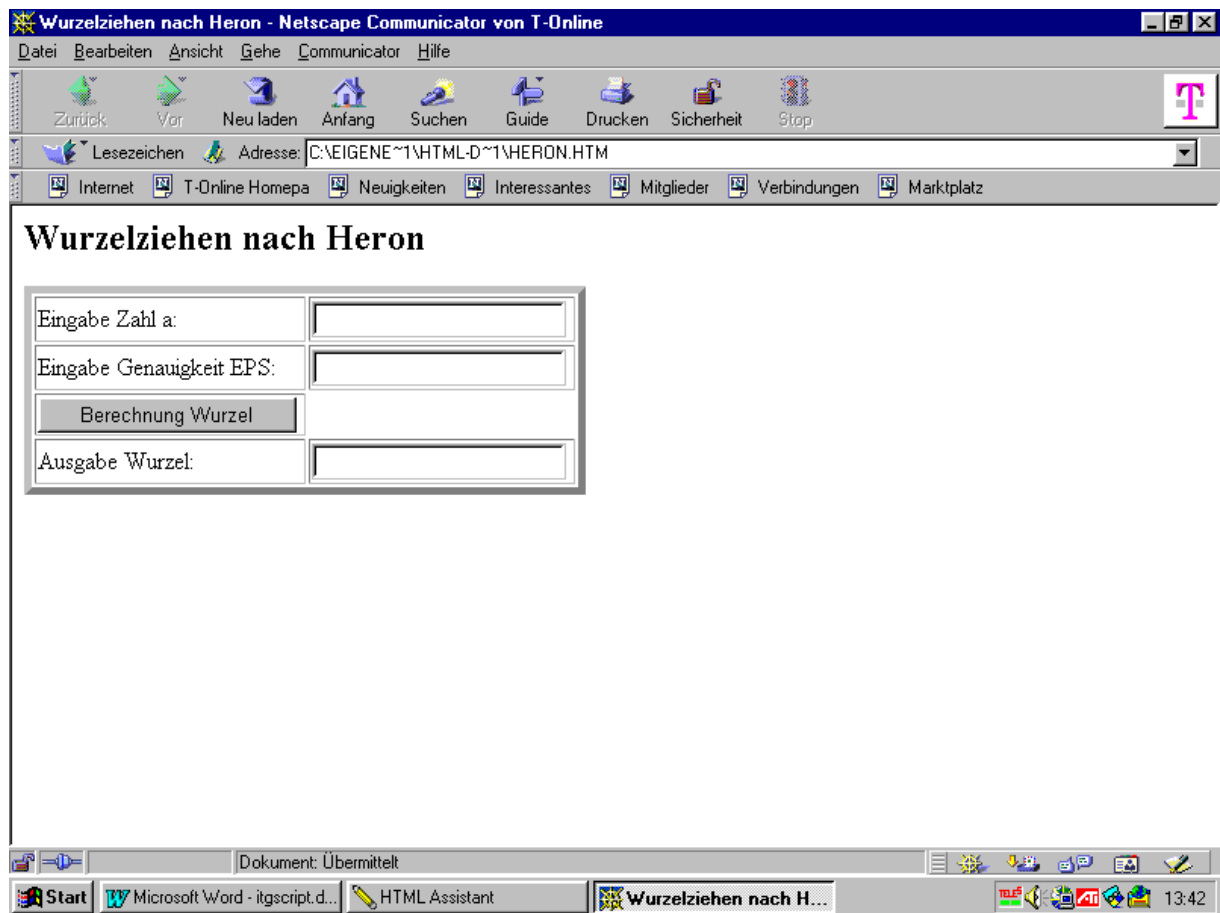 Wurzelziehen nach Heron - Netscape Communicator von T-Online
Datei Bearbeiten Ansicht Gehe Communicator Hilfe
Zurück Vor Neu laden Anfang Suchen Guide Drucken Sicherheit Stop
T
Lesezeichen Adresse: C:\EIGENE~1\HTML-D~1\HERON.HTM
Internet T-Online Homepa Neuigkeiten Interessantes Mitglieder Verbindungen Marktplatz
Wurzelziehen nach Heron
Eingabe Zahl a:
Eingabe Genauigkeit EPS:
Berechnung Wurzel
Ausgabe Wurzel:
Dokument: Übermittelt
Start Microsoft Word - itgscript.d... HTML Assistant Wurzelziehen nach H... 13:42